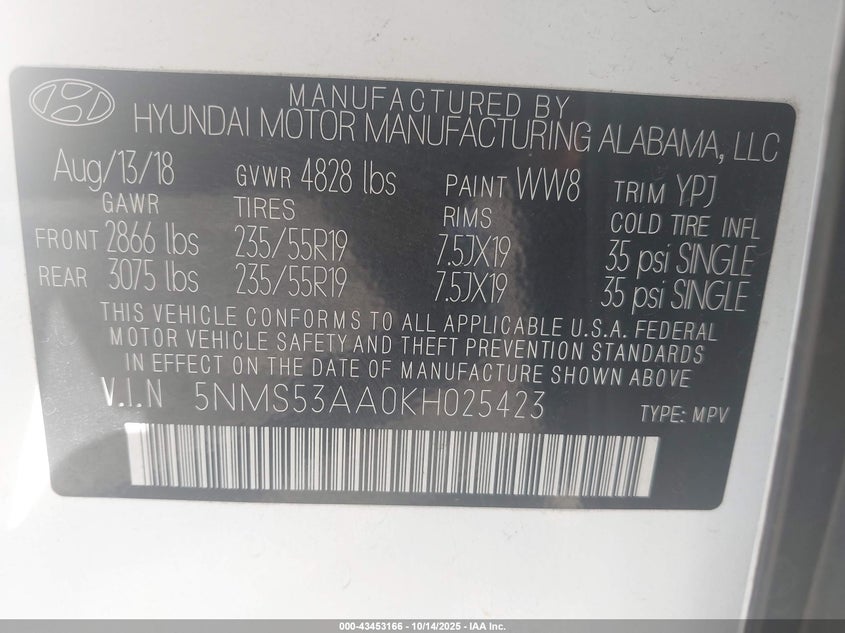 MANUFACTURED BY
HYUNDAI MOTOR MANUFACTURING ALABAMA, LLC
Aug/13/18 GVWR 4828 lbs PAINT WW8 TRIM YPJ
GAWR TIRES RIMS COLD TIRE INFL
FRONT 2866 lbs 235/55R19 7.5JX19 35 psi SINGLE
REAR 3075 lbs 235/55R19 7.5JX19 35 psi SINGLE
THIS VEHICLE CONFORMS TO ALL APPLICABLE U.S.A. FEDERAL
MOTOR VEHICLE SAFETY AND THEFT PREVENTION STANDARDS
IN EFFECT ON THE DATE OF MANUFACTURE SHOWN ABOVE
V.I.N 5NMS53AA0KH025423 TYPE: MPV
000-43453166 - 10/14/2025 - IAA Inc.